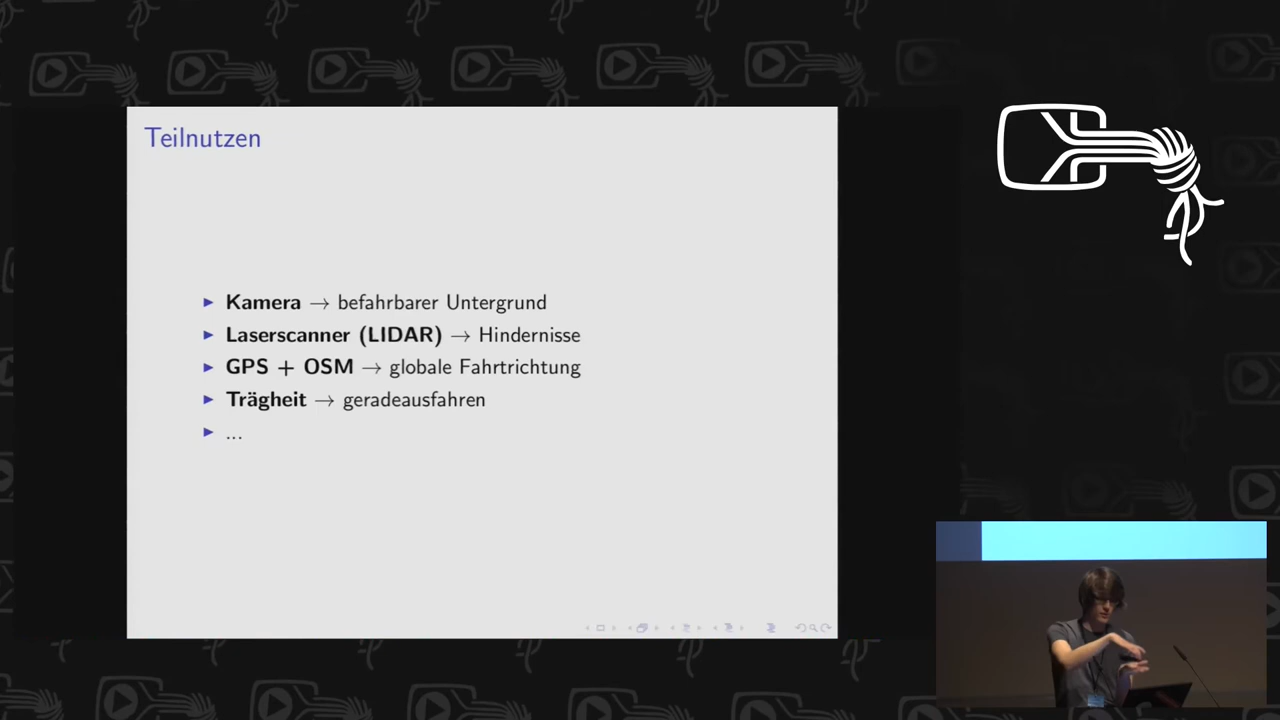 Teilnutzen
▶ Kamera → befahrbarer Untergrund
▶ Laserscanner (LIDAR) → Hindernisse
▶ GPS + OSM → globale Fahrtrichtung
▶ Trägheit → geradeausfahren
▶ ...